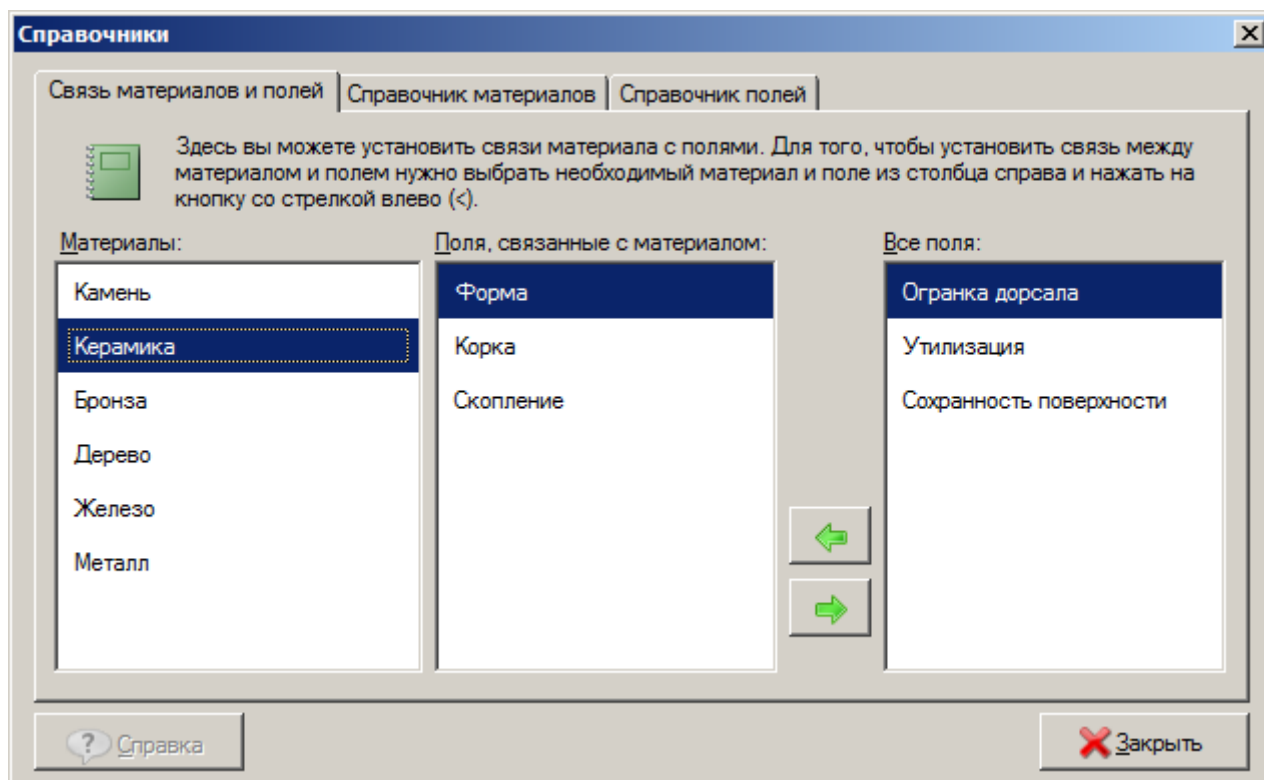 Справочники
Связь материалов и полей
Справочник материалов
Справочник полей
Здесь вы можете установить связи материала с полями. Для того, чтобы установить связь между
материалом и полем нужно выбрать необходимый материал и поле из столбца справа и нажать на
кнопку со стрелкой влево (<).
Материалы:
Камень
Керамика
Бронза
Дерево
Железо
Металл
Поля, связанные с материалом:
Форма
Корка
Скопление
Все поля:
Огранка дорсала
Утилизация
Сохранность поверхности
? Справка
Закрыть